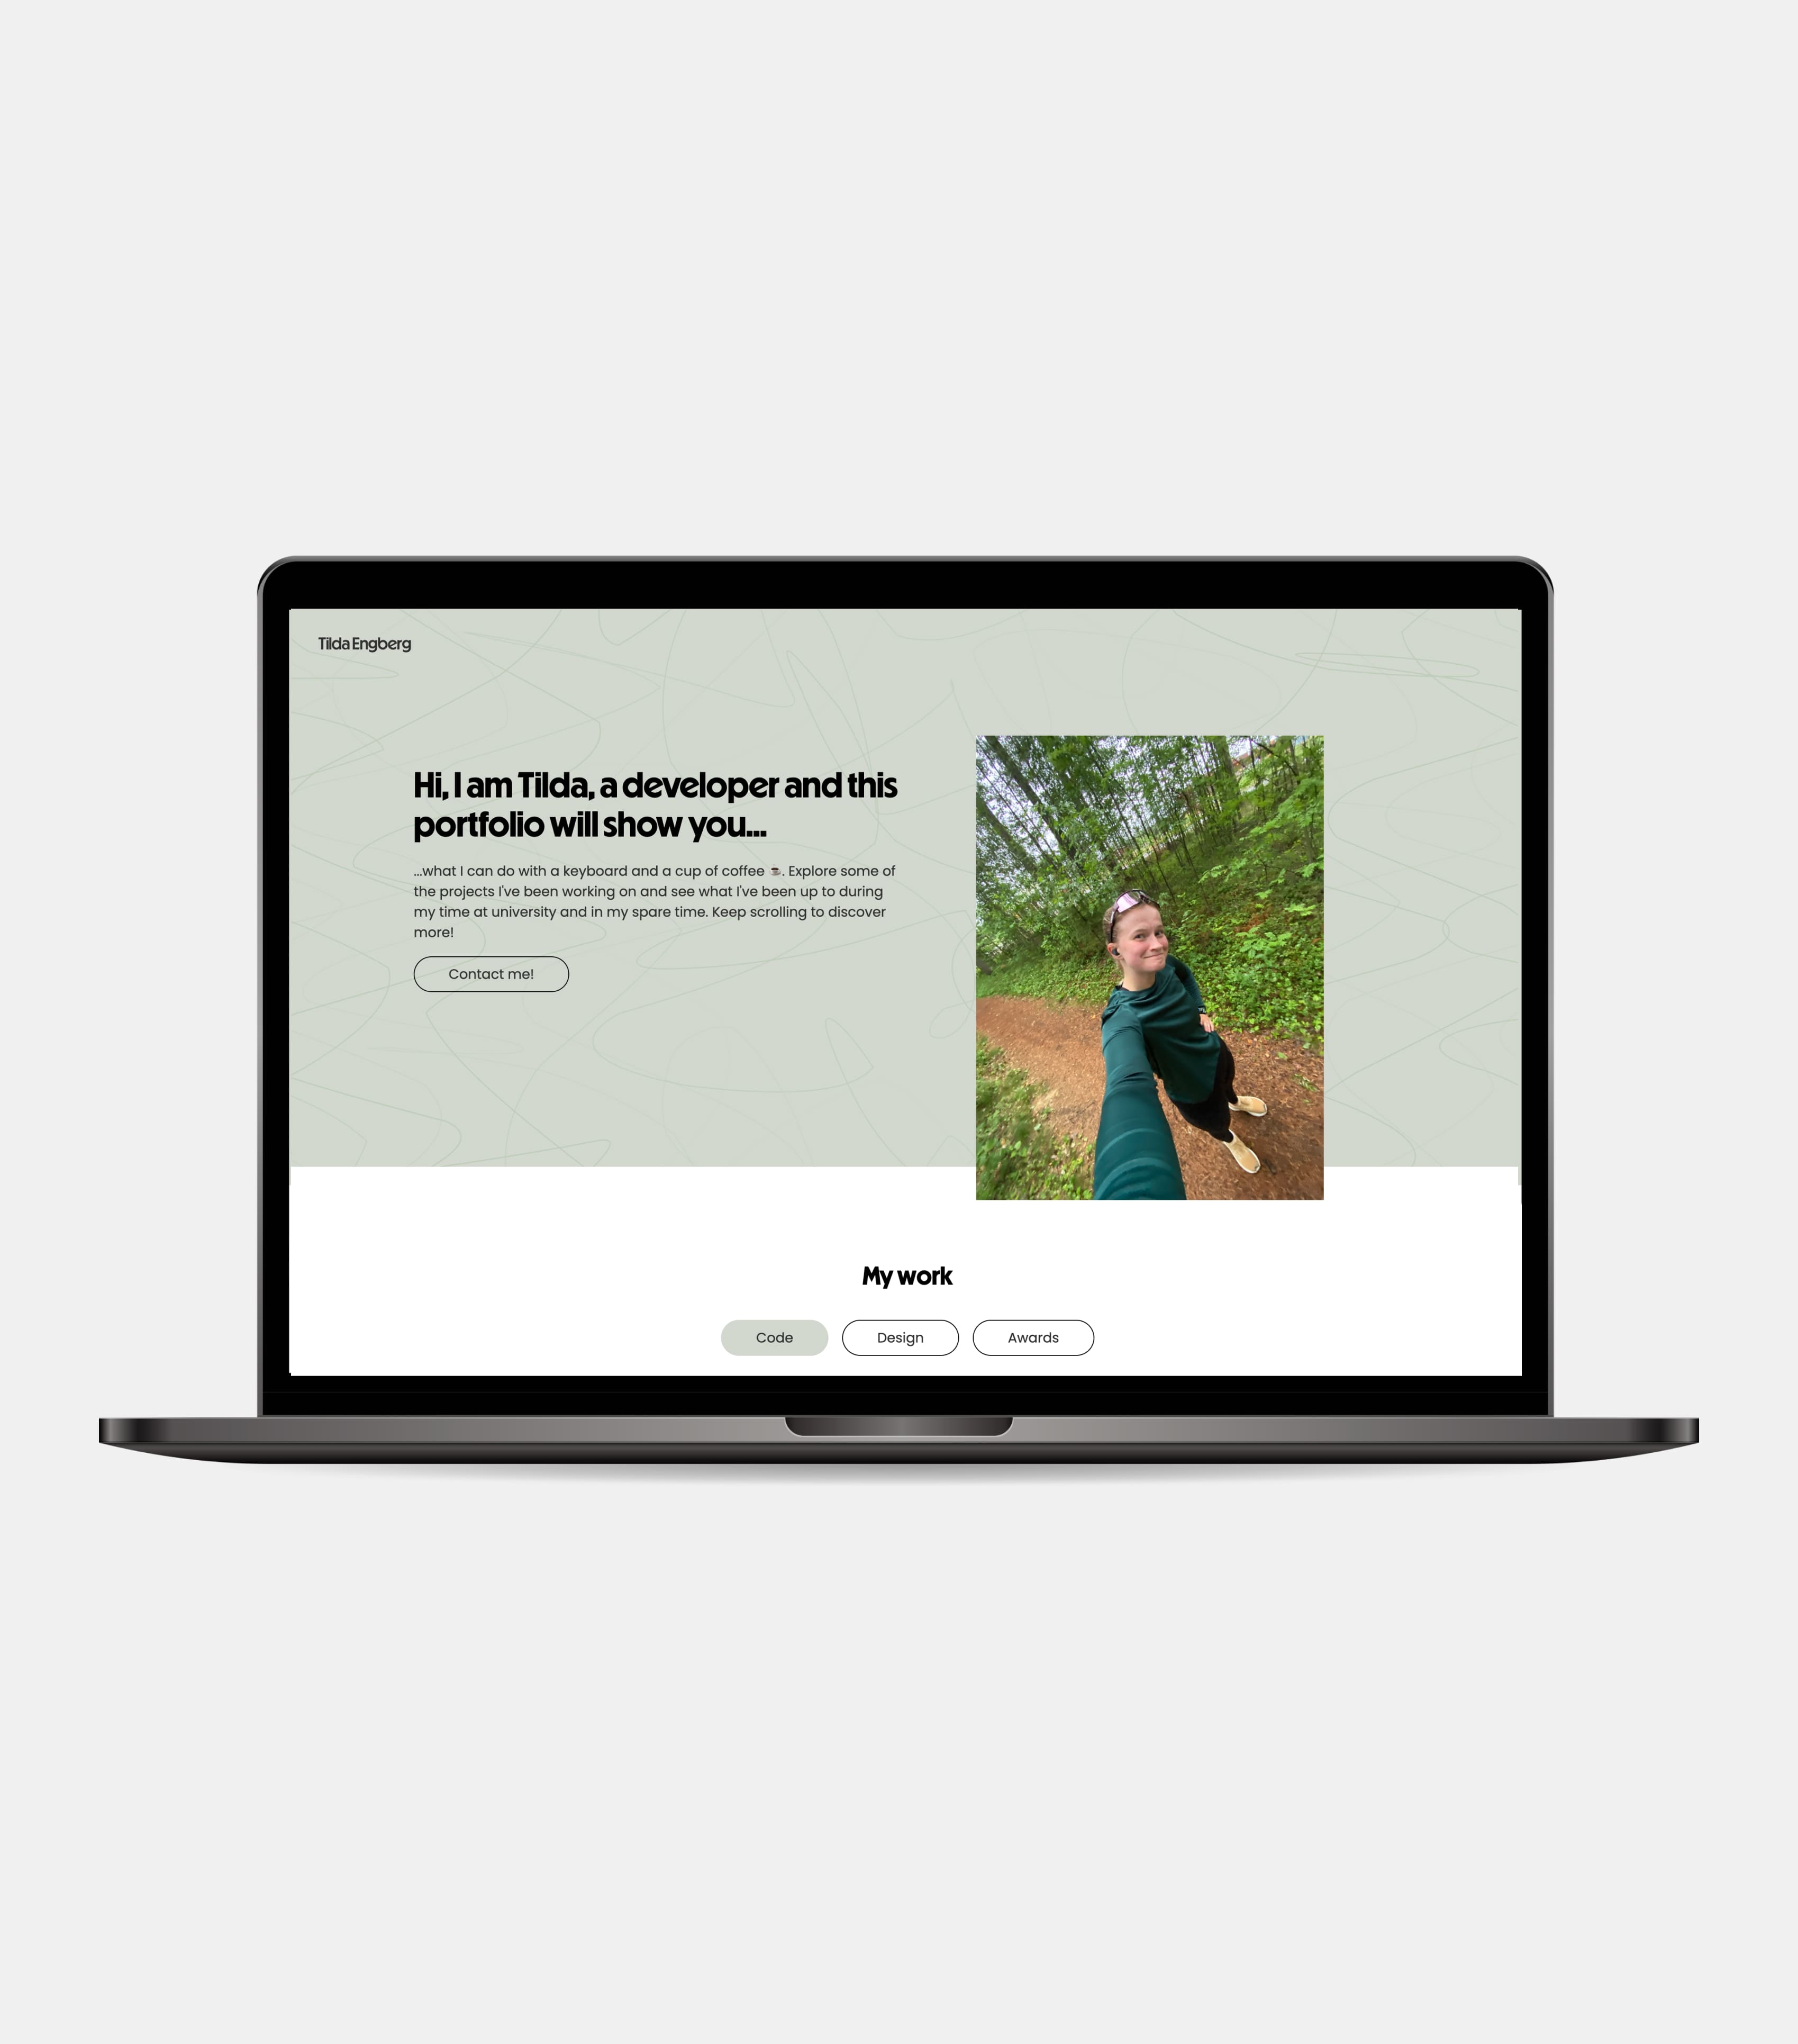 Tilda Engberg
Hi, I am Tilda, a developer and this
portfolio will show you...
...what I can do with a keyboard and a cup of coffee ☕. Explore some of
the projects I've been working on and see what I've been up to during
my time at university and in my spare time. Keep scrolling to discover
more!
Contact me!
My work
Code
Design
Awards